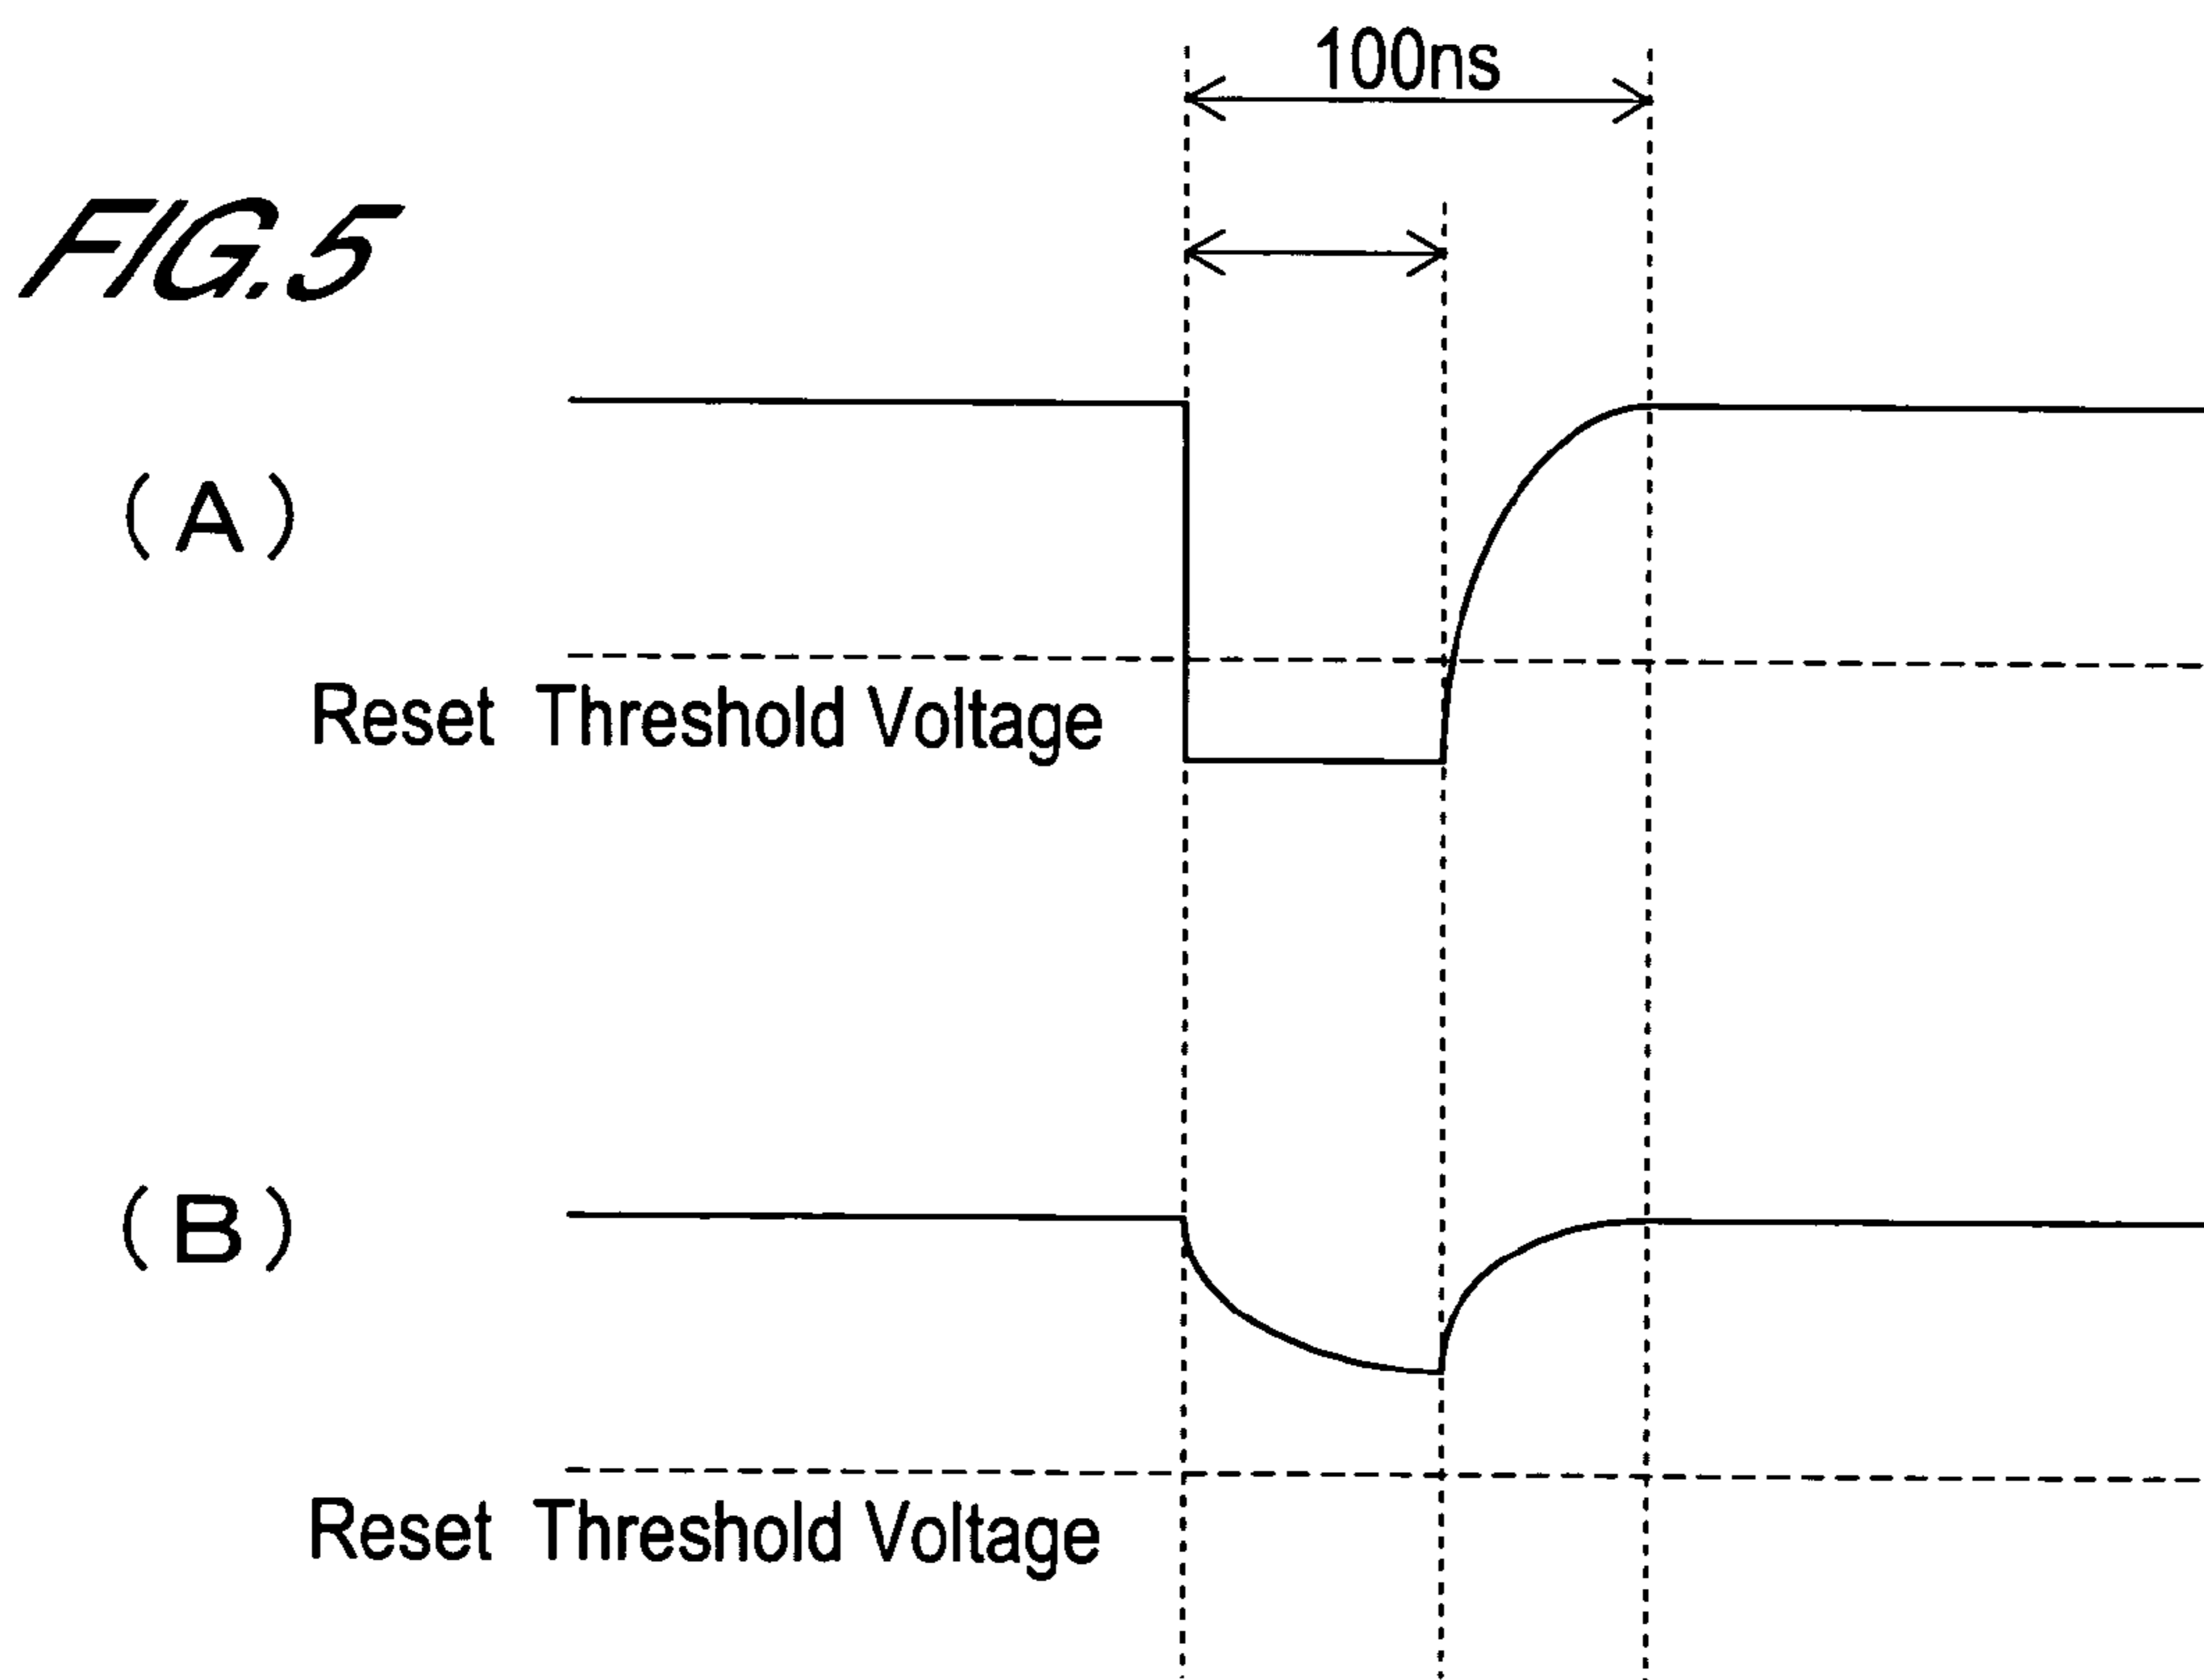 100ns
FIG.5
(A)
Reset Threshold Voltage
(B)
Reset Threshold Voltage